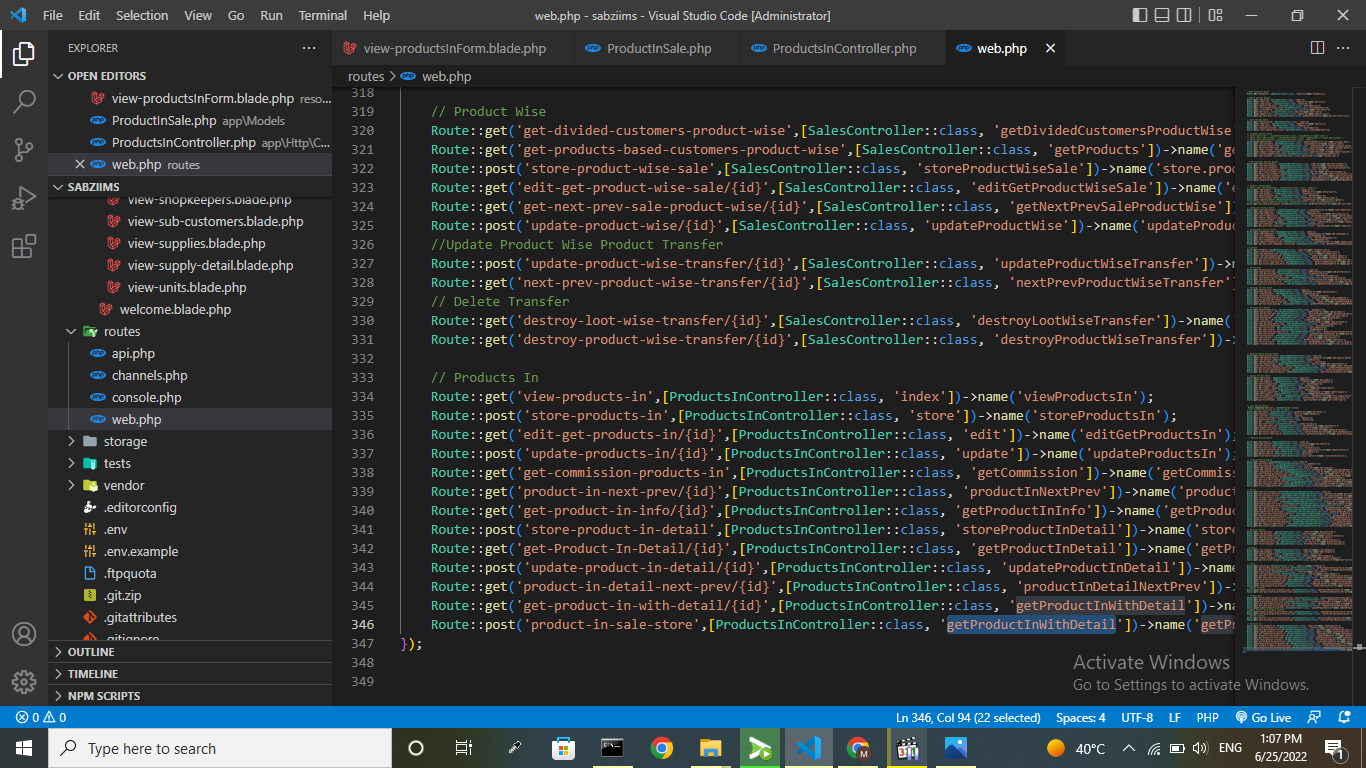 File Edit Selection View Go Run Terminal Help
web.php - sabziims - Visual Studio Code [Administrator]
EXPLORER
OPEN EDITORS
view-productsInForm.blade.php reso...
ProductInSale.php app\Models
ProductsInController.php app\Http\C...
web.php routes
SABZIIMS
view-shopkeepers.blade.php
view-sub-customers.blade.php
view-supplies.blade.php
view-supply-detail.blade.php
view-units.blade.php
welcome.blade.php
routes
api.php
channels.php
console.php
web.php
storage
tests
vendor
.editorconfig
.env
.env.example
.ftpquota
.git.zip
.gitattributes
.gitignore
OUTLINE
TIMELINE
NPM SCRIPTS
view-productsInForm.blade.php
ProductInSale.php
ProductsInController.php
web.php
routes > web.php
318
319 // Product Wise
320 Route::get('get-divided-customers-product-wise',[SalesController::class, 'getDividedCustomersProductWise
321 Route::get('get-products-based-customers-product-wise',[SalesController::class, 'getProducts'])->name('ge
322 Route::post('store-product-wise-sale',[SalesController::class, 'storeProductWiseSale'])->name('store.prod
323 Route::get('edit-get-product-wise-sale/{id}',[SalesController::class, 'editGetProductWiseSale'])->name('e
324 Route::get('get-next-prev-sale-product-wise/{id}',[SalesController::class, 'getNextPrevSaleProductWise'])
325 Route::post('update-product-wise/{id}',[SalesController::class, 'updateProductWise'])->name('updateProduc
326 //Update Product Wise Product Transfer
327 Route::post('update-product-wise-transfer/{id}',[SalesController::class, 'updateProductWiseTransfer'])->n
328 Route::get('next-prev-product-wise-transfer/{id}',[SalesController::class, 'nextPrevProductWiseTransfer'
329 // Delete Transfer
330 Route::get('destroy-loot-wise-transfer/{id}',[SalesController::class, 'destroyLootWiseTransfer'])->name('
331 Route::get('destroy-product-wise-transfer/{id}',[SalesController::class, 'destroyProductWiseTransfer'])->
332
333 // Products In
334 Route::get('view-products-in',[ProductsInController::class, 'index'])->name('viewProductsIn');
335 Route::post('store-products-in',[ProductsInController::class, 'store'])->name('storeProductsIn');
336 Route::get('edit-get-products-in/{id}',[ProductsInController::class, 'edit'])->name('editGetProductsIn');
337 Route::post('update-products-in/{id}',[ProductsInController::class, 'update'])->name('updateProductsIn');
338 Route::get('get-commission-products-in',[ProductsInController::class, 'getCommission'])->name('getCommiss
339 Route::get('product-in-next-prev/{id}',[ProductsInController::class, 'productInNextPrev'])->name('product
340 Route::get('get-product-in-info/{id}',[ProductsInController::class, 'getProductInInfo'])->name('getProduc
341 Route::post('store-product-in-detail',[ProductsInController::class, 'storeProductInDetail'])->name('store
342 Route::get('get-Product-In-Detail/{id}',[ProductsInController::class, 'getProductInDetail'])->name('getPr
343 Route::post('update-product-in-detail/{id}',[ProductsInController::class, 'updateProductInDetail'])->name
344 Route::get('product-in-detail-next-prev/{id}',[ProductsInController::class, 'productInDetailNextPrev'])->
345 Route::get('get-product-in-with-detail/{id}',[ProductsInController::class, 'getProductInWithDetail'])->na
346 Route::post('product-in-sale-store',[ProductsInController::class, 'getProductInWithDetail'])->name('getPr
347 });
348
349
Activate Windows
Go to Settings to activate Windows.
0 0
Ln 346, Col 94 (22 selected) Spaces: 4 UTF-8 LF PHP Go Live
Type here to search
40°C
ENG
1:07 PM
6/25/2022
1